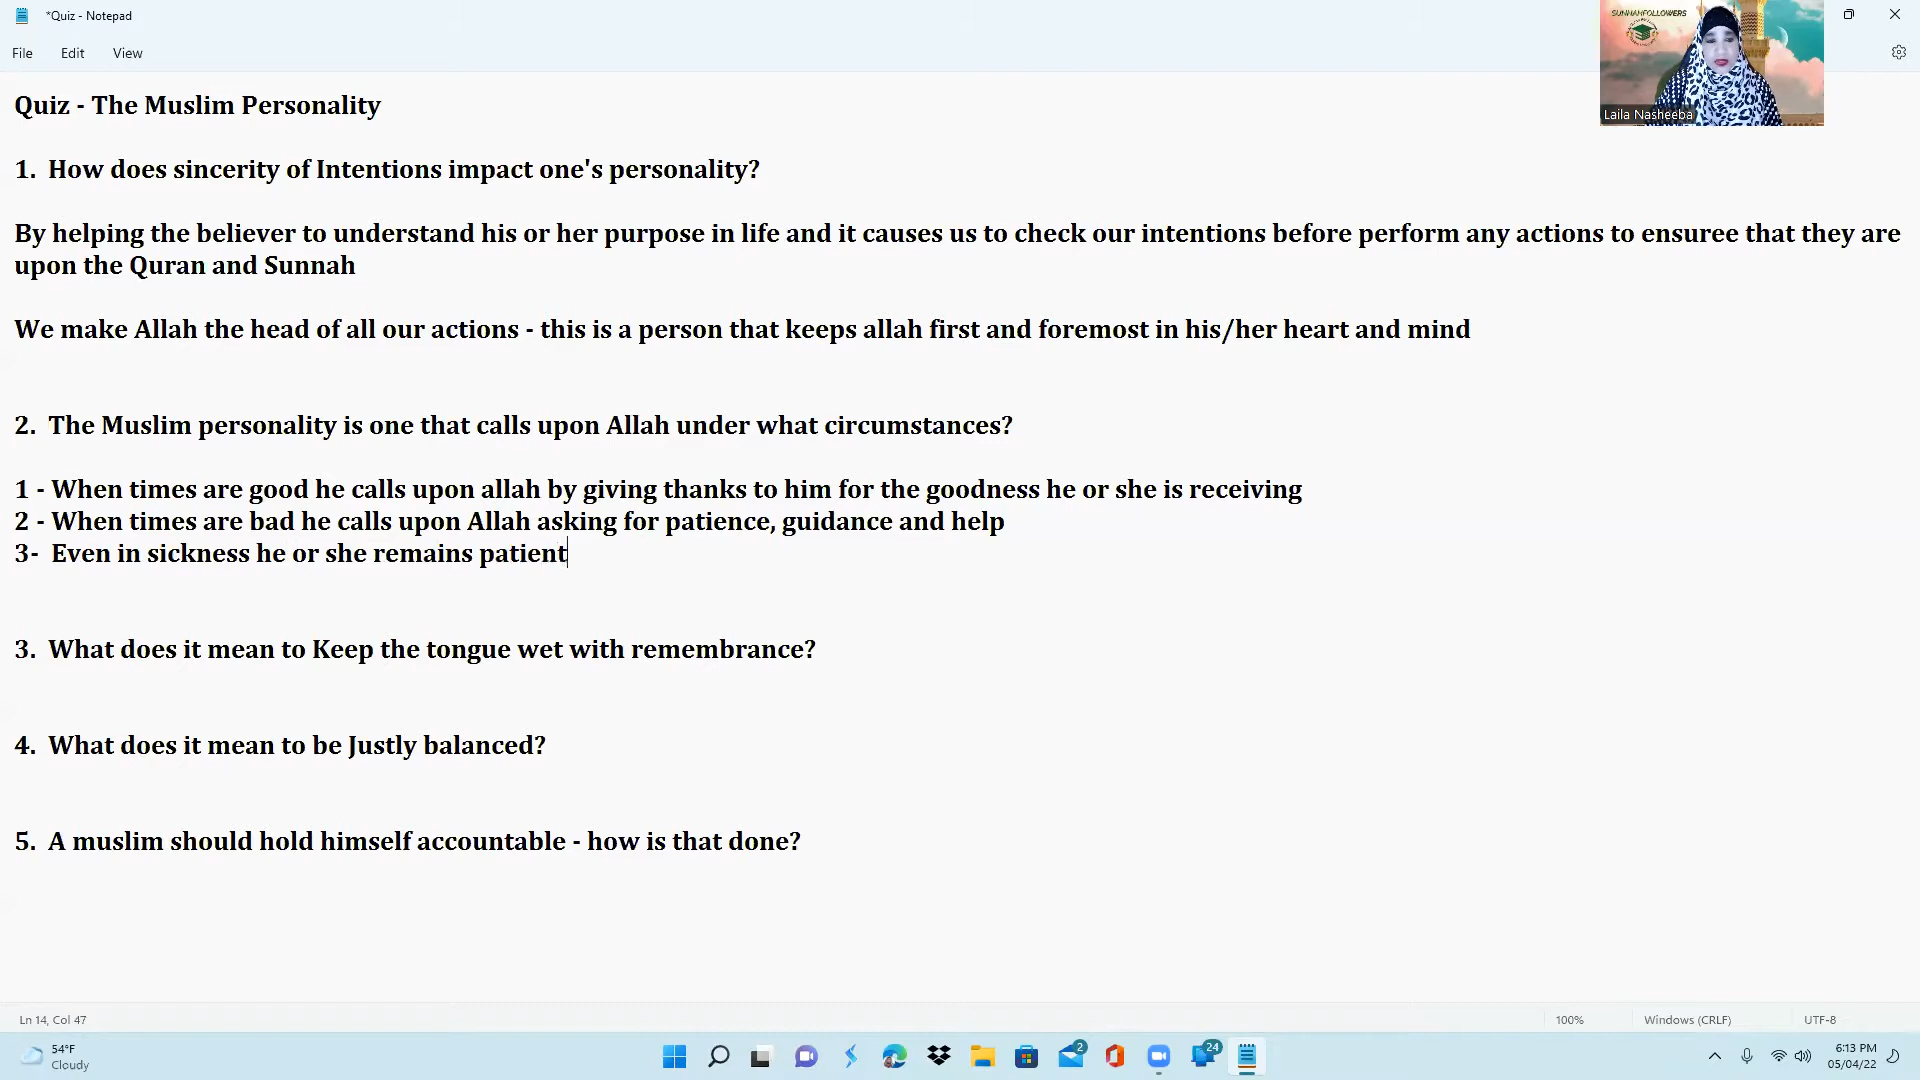 *Quiz - Notepad
SUNNAHFOLLOWERS
File Edit View
Laila Nasheeba
Quiz - The Muslim Personality
1. How does sincerity of Intentions impact one's personality?
By helping the believer to understand his or her purpose in life and it causes us to check our intentions before perform any actions to ensuree that they are
upon the Quran and Sunnah
We make Allah the head of all our actions - this is a person that keeps allah first and foremost in his/her heart and mind
2. The Muslim personality is one that calls upon Allah under what circumstances?
1 - When times are good he calls upon allah by giving thanks to him for the goodness he or she is receiving
2 - When times are bad he calls upon Allah asking for patience, guidance and help
3- Even in sickness he or she remains patient
3. What does it mean to Keep the tongue wet with remembrance?
4. What does it mean to be Justly balanced?
5. A muslim should hold himself accountable - how is that done?
Ln 14, Col 47 100% Windows (CRLF) UTF-8
54°F
Cloudy
2
24
6:13 PM
05/04/22